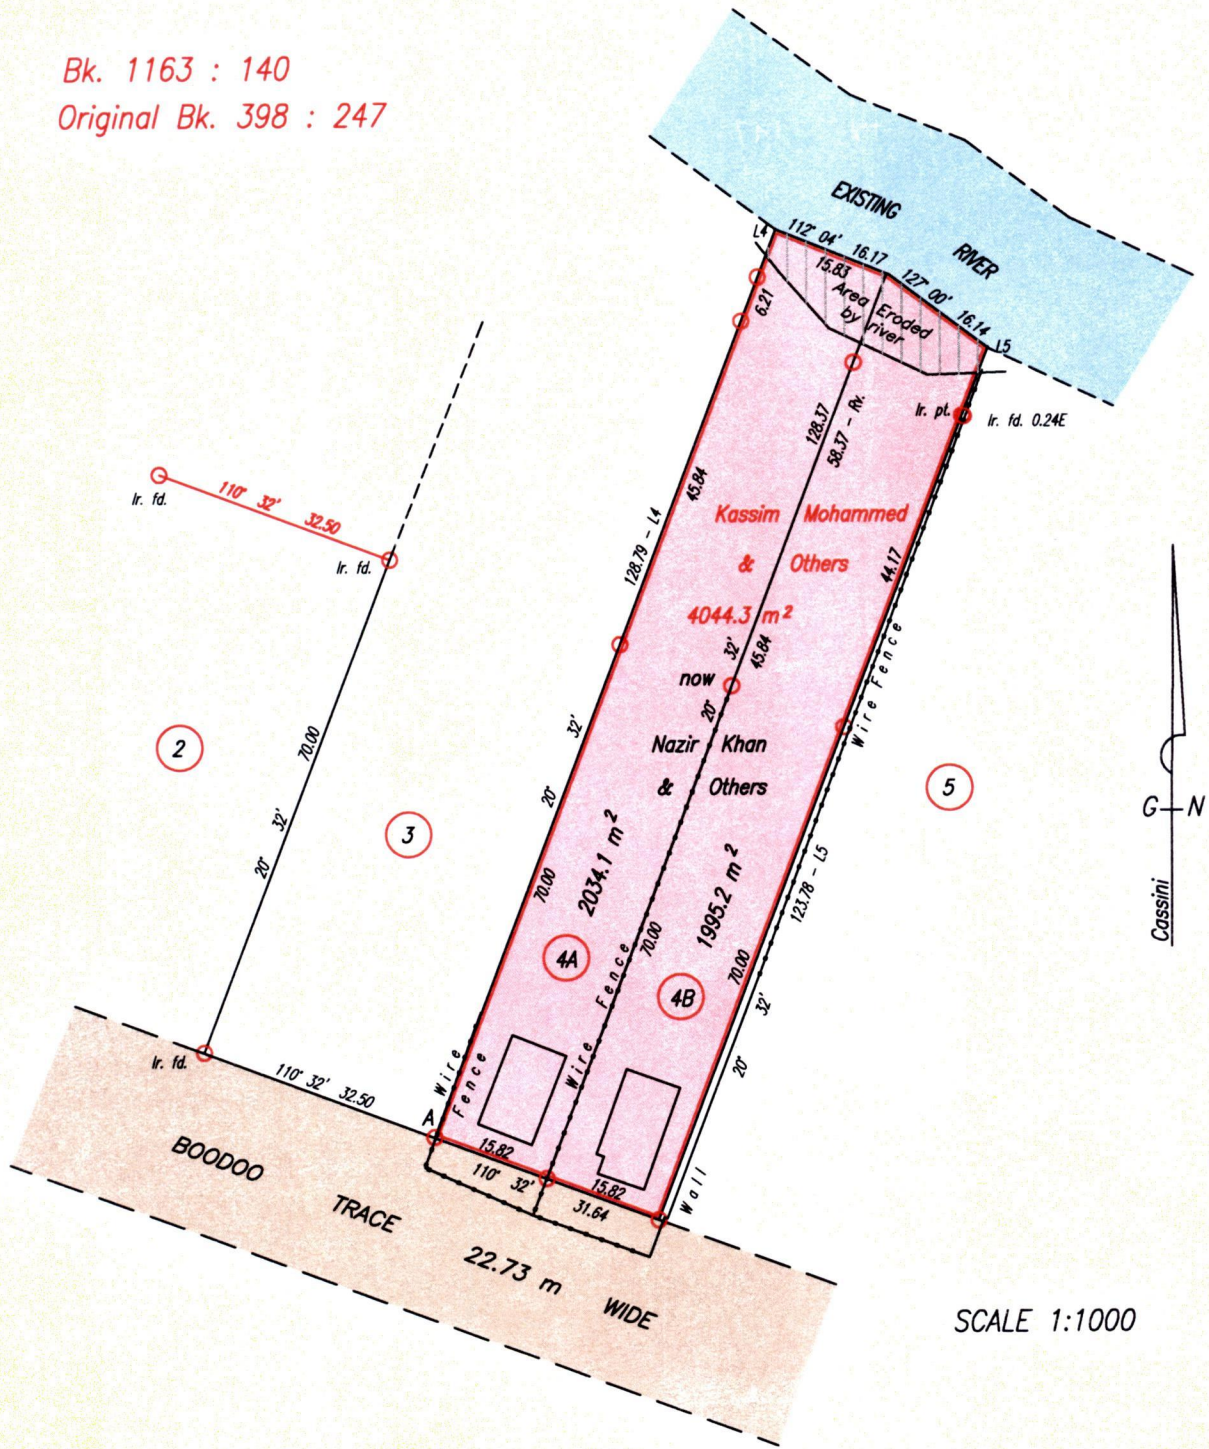 Bk. 1163 : 140
Original Bk. 398 : 247
EXISTING
RIVER
L4
112° 04' 16.17
15.83
127° 00' 16.14
L5
Area Eroded
by river
6.21
128.37
58.37 - Rv.
Ir. pt.
Ir. fd. 0.24E
Ir. fd.
110° 32' 32.50
Ir. fd.
45.84
128.79 - L4
Kassim Mohammed
& Others
4044.3 m²
44.17
Wire Fence
32'
45.84
now
20°
Nazir Khan
& Others
2
70.00
20° 32'
3
20° 32'
70.00
2034.1 m²
1995.2 m²
5
G N
Cassini
123.78 - L5
70.00
20° 32'
4A
Wire Fence
70.00
4B
Ir. fd.
110° 32' 32.50
A
Wire
Fence
15.82
110° 32'
15.82
31.64
Wall
BOODOO TRACE 22.73 m WIDE
SCALE 1:1000